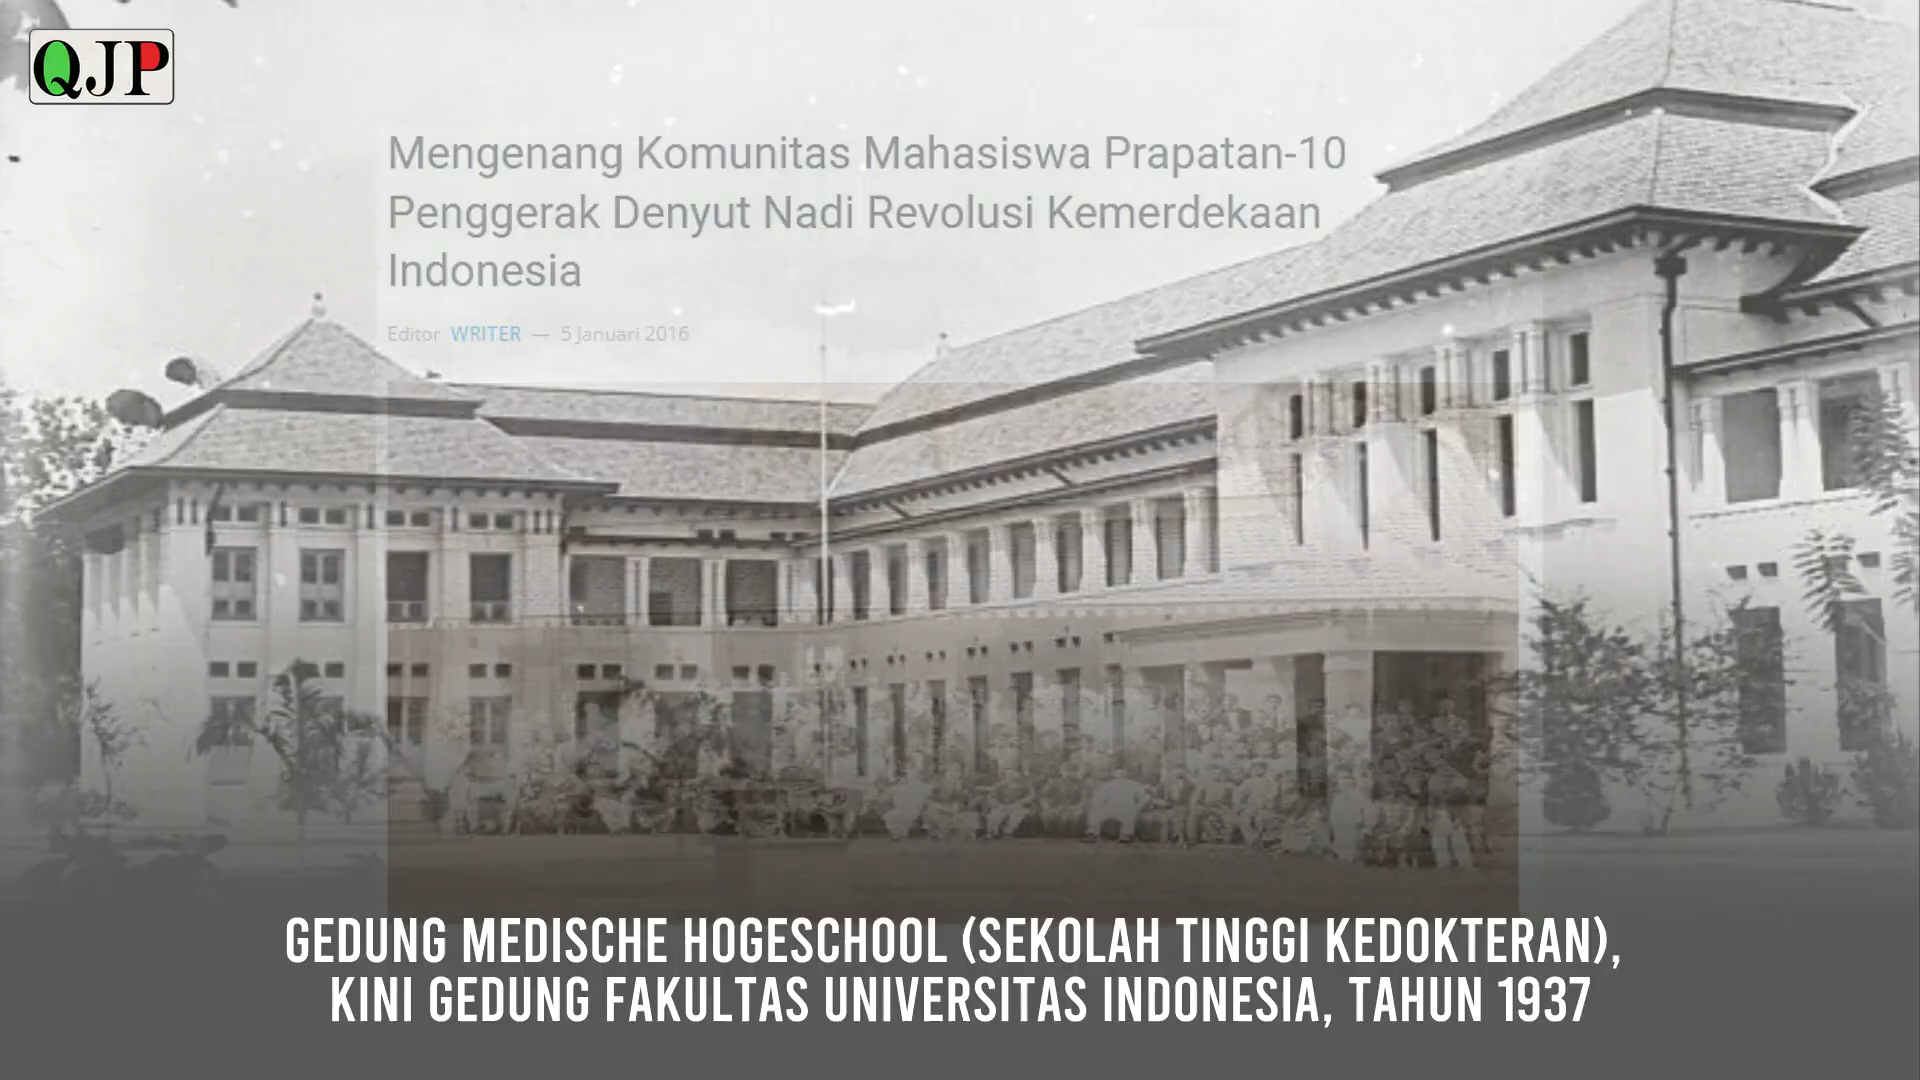 QJP
Mengenang Komunitas Mahasiswa Prapatan-10
Penggerak Denyut Nadi Revolusi Kemerdekaan
Indonesia
Editor WRITER — 5 Januari 2016
GEDUNG MEDISCHE HOGESCHOOL (SEKOLAH TINGGI KEDOKTERAN),
KINI GEDUNG FAKULTAS UNIVERSITAS INDONESIA, TAHUN 1937